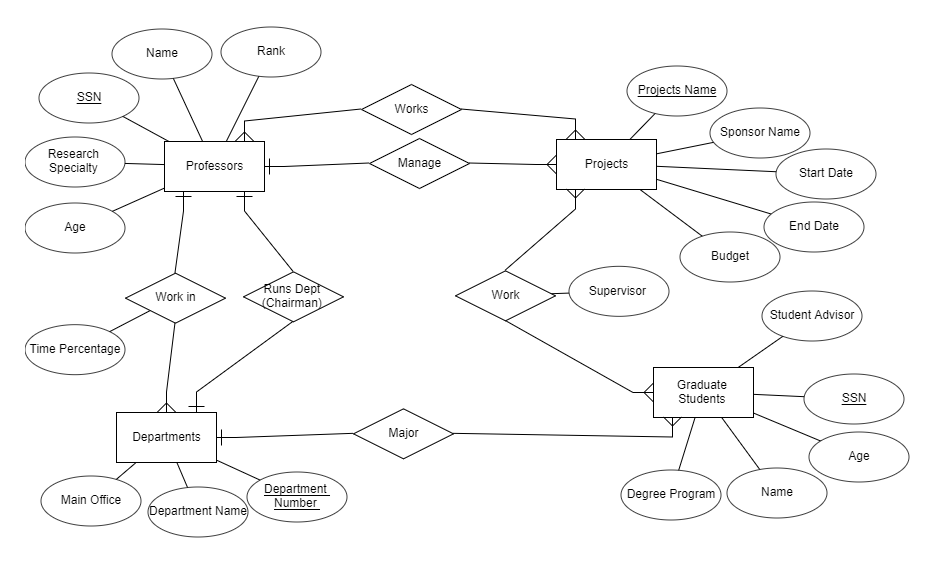 Name
Rank
SSN
Works
Projects Name
Sponsor Name
Research
Specialty
Professors
Manage
Projects
Start Date
Age
End Date
Budget
Work in
Runs Dept
(Chairman)
Work
Supervisor
Time Percentage
Student Advisor
Graduate
Students
SSN
Departments
Major
Age
Main Office
Department Name
Department
Number
Degree Program
Name